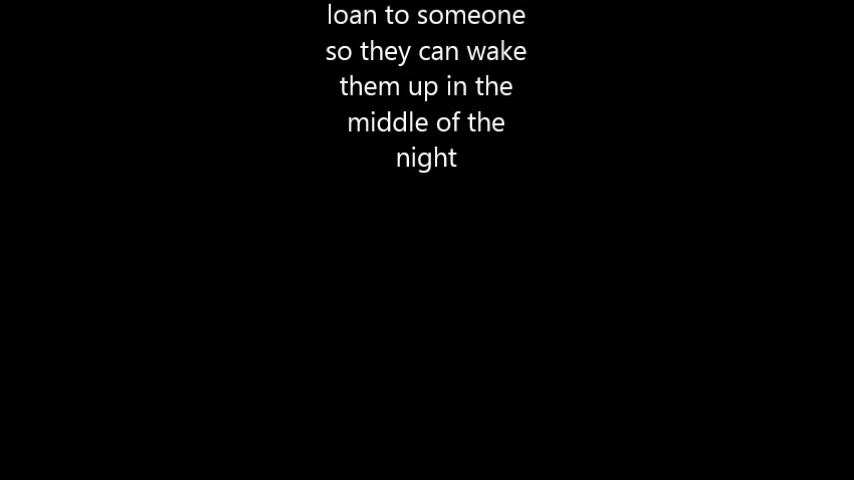 loan to someone
so they can wake
them up in the
middle of the
night